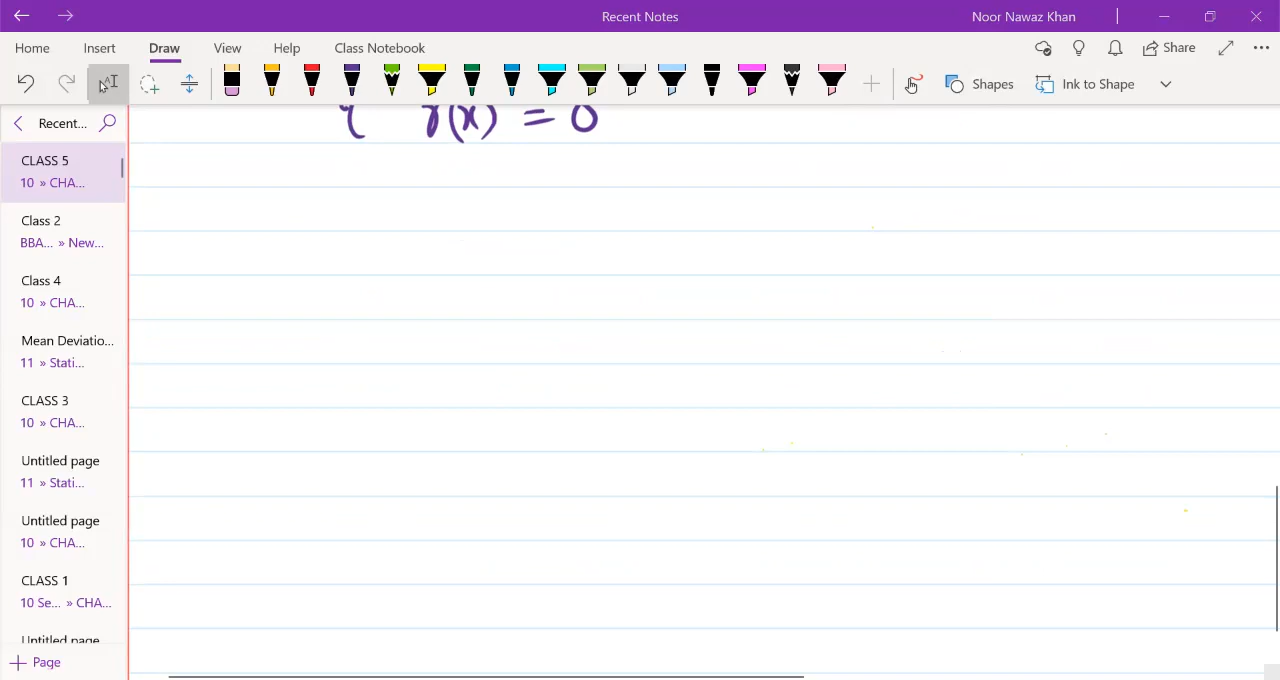 Recent Notes
Noor Nawaz Khan
Home
Insert
Draw
View
Help
Class Notebook
Share
Shapes
Ink to Shape
Recent...
CLASS 5
10 » CHA...
Class 2
BBA... » New...
Class 4
10 » CHA...
Mean Deviatio...
11 » Stati...
CLASS 3
10 » CHA...
Untitled page
11 » Stati...
Untitled page
10 » CHA...
CLASS 1
10 Se... » CHA...
Untitled page
Page
r(x) = 0